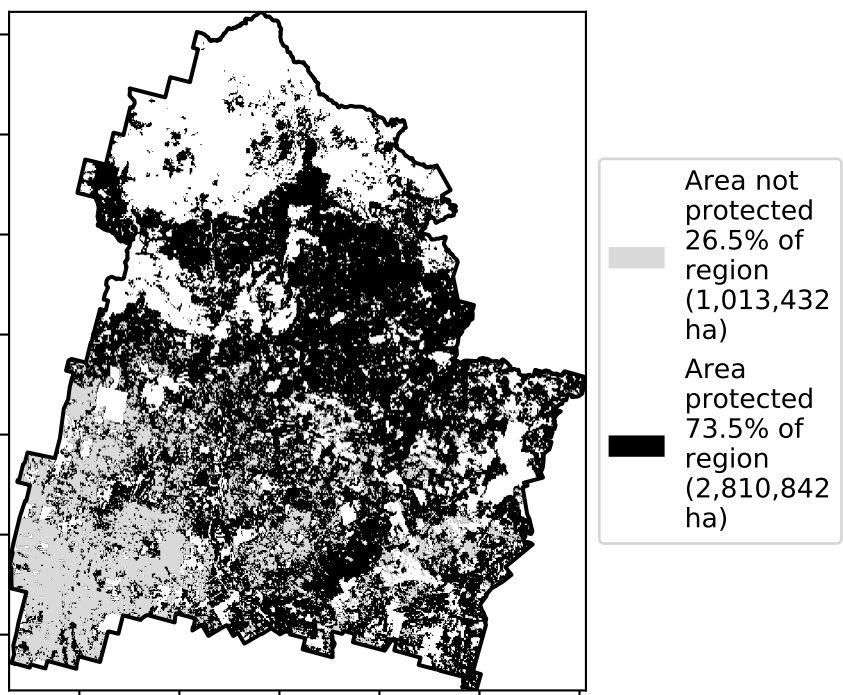 Area not
protected
26.5% of
region
(1,013,432
ha)
Area
protected
73.5% of
region
(2,810,842
ha)